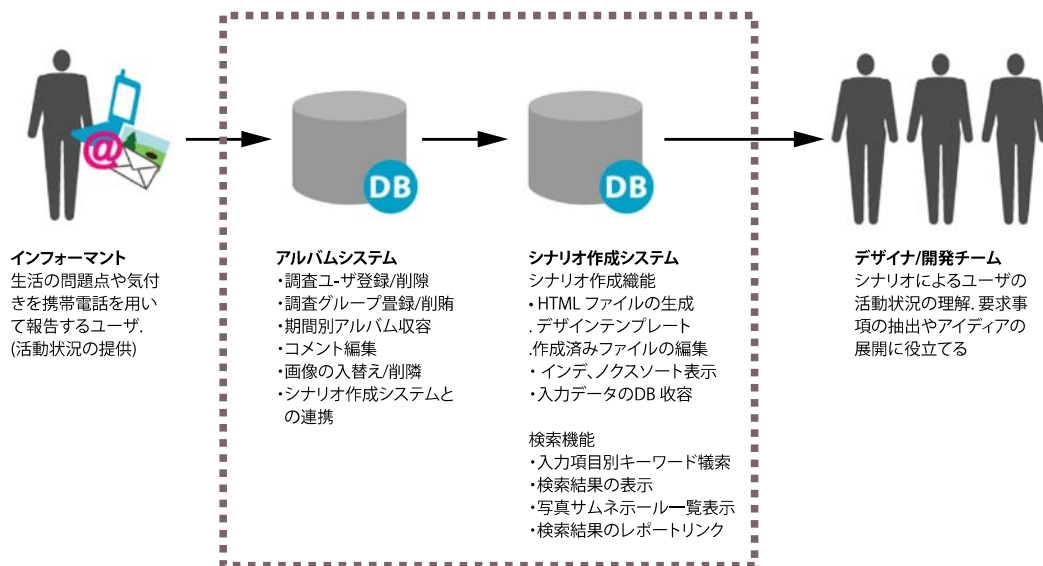 @
DB
DB
インフォーマント
生活の問題点や気付
きを携帯電話を用い
て報告するユーザ.
(活動状況の提供)
アルバムシステム
・調査ユ-ザ登録/削隙
・調査グループ畳録/削賄
・期間別アルバム収容
・コメント編集
・画像の入替え/削隣
・シナリオ作成システムと
の連携
シナリオ作成システム
シナリオ作成繊能
• HTML ファイルの生成
. デザインテンプレート
.作成済みファイルの編集
・インデ、ノクスソート表示
・入力データのDB 収容
検索機能
・入力項目別キーワード犠索
・検索結果の表示
・写真サムネ示ール一覧表示
・検索結果のレポートリンク
デザイナ/開発チーム
シナリオによるユーザの
活動状況の理解. 要求事
項の抽出やアイディアの
展開に役立てる